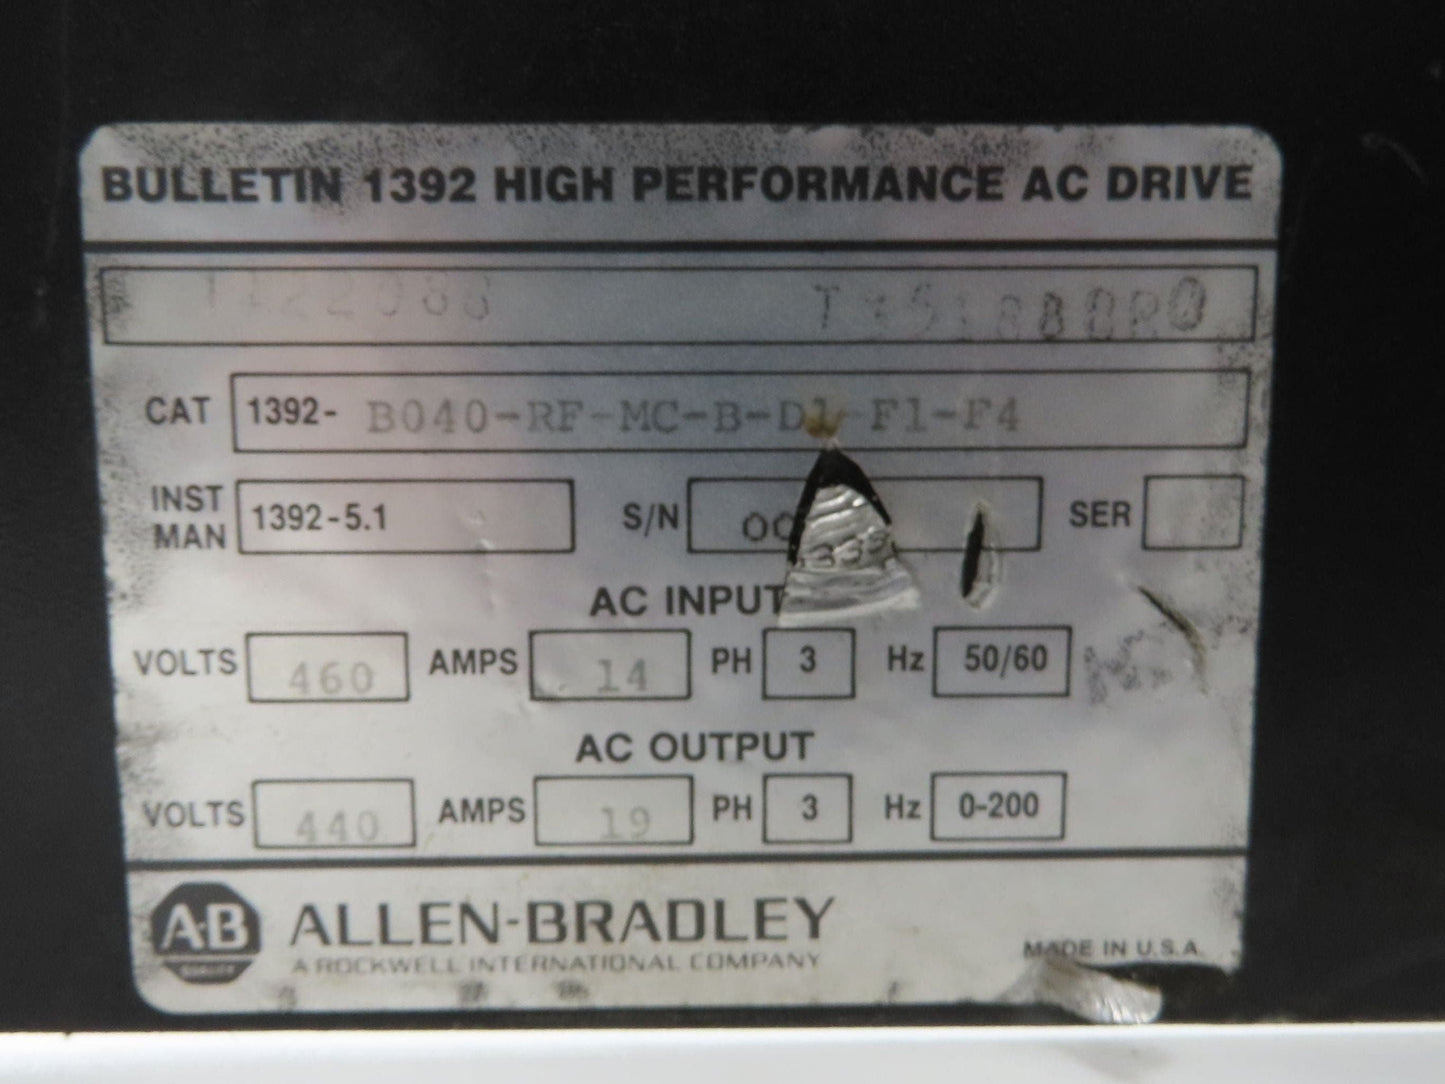 BULLETIN 1392 HIGH PERFORMANCE AC DRIVE
CAT 1392- B040-RF-MC-B-D1-F1-F4
INST MAN 1392-5.1 S/N SER
AC INPUT
VOLTS 460 AMPS 14 PH 3 Hz 50/60
AC OUTPUT
VOLTS 440 AMPS 19 PH 3 Hz 0-200
A-B ALLEN-BRADLEY
A ROCKWELL INTERNATIONAL COMPANY
MADE IN U.S.A.